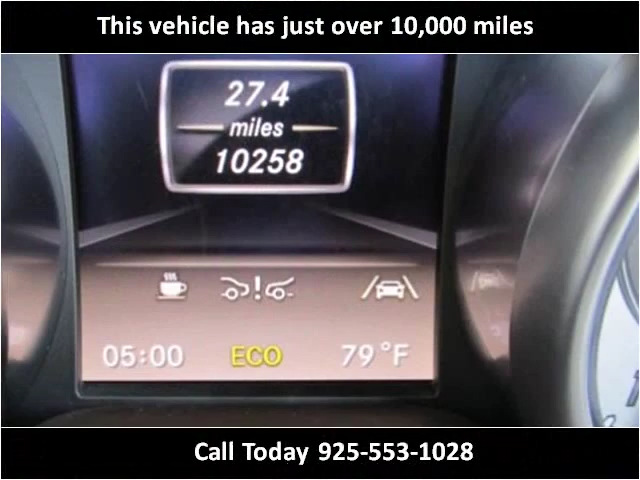 This vehicle has just over 10,000 miles
27.4
miles
10258
05:00 ECO 79°F
Call Today 925-553-1028